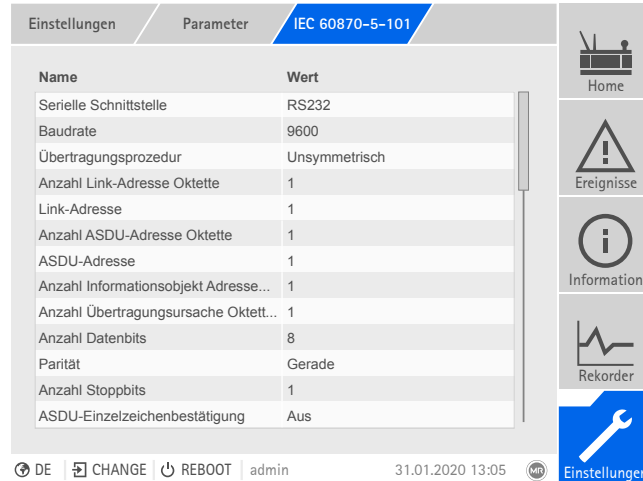 Einstellungen Parameter IEC 60870-5-101
Name Wert
Serielle Schnittstelle RS232
Baudrate 9600
Übertragungsprozedur Unsymmetrisch
Anzahl Link-Adresse Oktette 1
Link-Adresse 1
Anzahl ASDU-Adresse Oktette 1
ASDU-Adresse 1
Anzahl Informationsobjekt Adresse... 1
Anzahl Übertragungsursache Oktett... 1
Anzahl Datenbits 8
Parität Gerade
Anzahl Stoppbits 1
ASDU-Einzelzeichenbestätigung Aus
Home
Ereignisse
Information
Rekorder
Einstellungen
DE CHANGE REBOOT admin 31.01.2020 13:05 MR